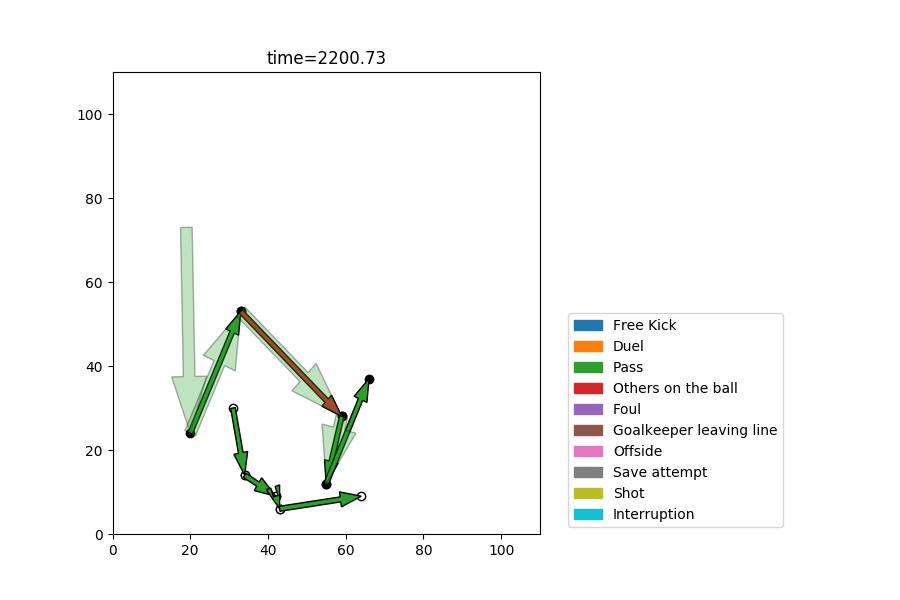 time=2200.73
100
80
60
40
20
0
0 20 40 60 80 100
Free Kick
Duel
Pass
Others on the ball
Foul
Goalkeeper leaving line
Offside
Save attempt
Shot
Interruption